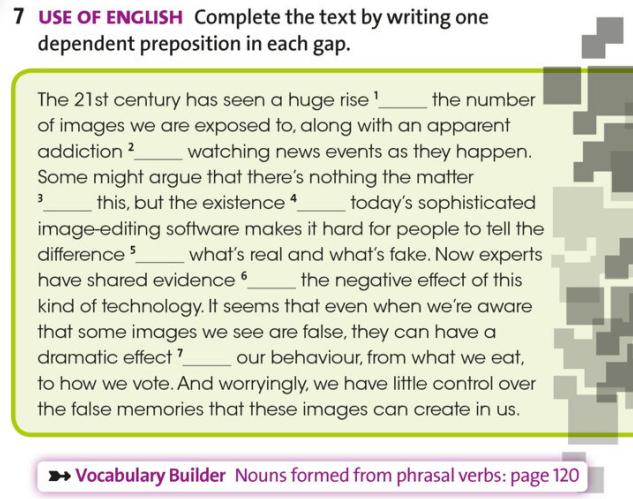 7 USE OF ENGLISH Complete the text by writing one
dependent preposition in each gap.
The 21st century has seen a huge rise ¹_____ the number
of images we are exposed to, along with an apparent
addiction ²_____ watching news events as they happen.
Some might argue that there's nothing the matter
³_____ this, but the existence ⁴_____ today's sophisticated
image-editing software makes it hard for people to tell the
difference ⁵_____ what's real and what's fake. Now experts
have shared evidence ⁶_____ the negative effect of this
kind of technology. It seems that even when we're aware
that some images we see are false, they can have a
dramatic effect ⁷_____ our behaviour, from what we eat,
to how we vote. And worryingly, we have little control over
the false memories that these images can create in us.
Vocabulary Builder Nouns formed from phrasal verbs: page 120